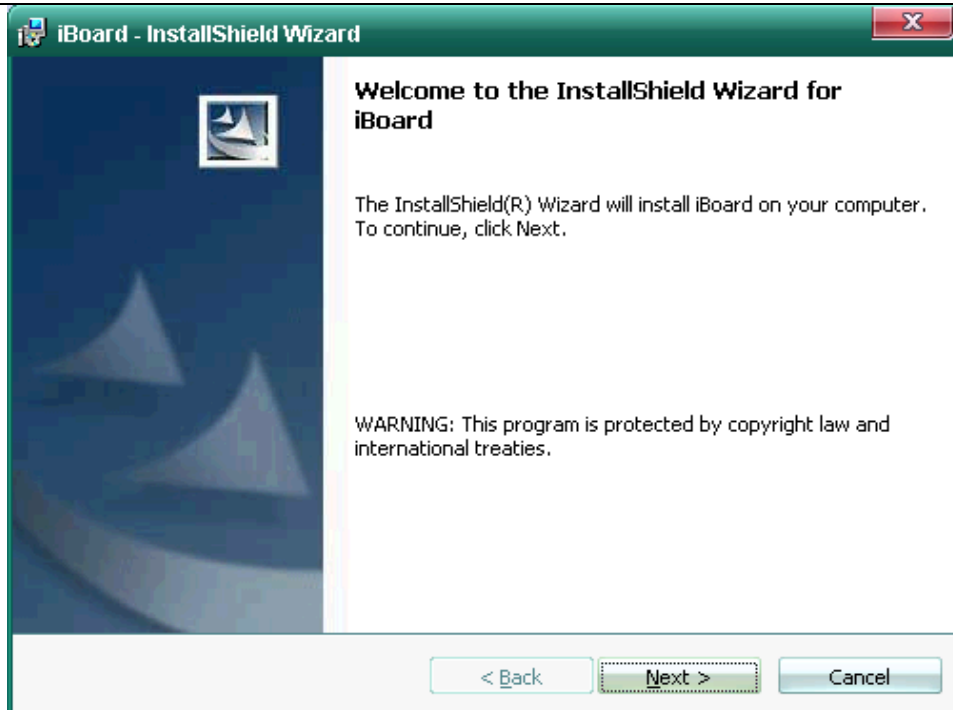 iBoard - InstallShield Wizard
Welcome to the InstallShield Wizard for
iBoard
The InstallShield(R) Wizard will install iBoard on your computer.
To continue, click Next.
WARNING: This program is protected by copyright law and
international treaties.
< Back
Next >
Cancel